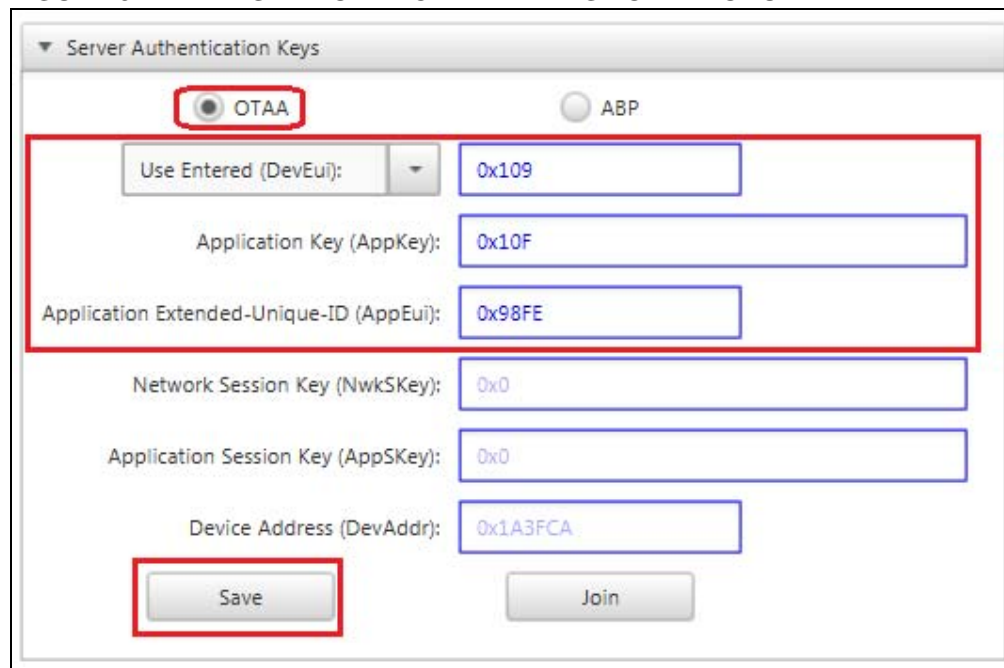 Server Authentication Keys
OTAA ABP
Use Entered (DevEui): 0x109
Application Key (AppKey): 0x10F
Application Extended-Unique-ID (AppEui): 0x98FE
Network Session Key (NwkSKey): 0x0
Application Session Key (AppSKey): 0x0
Device Address (DevAddr): 0x1A3FCA
Save Join